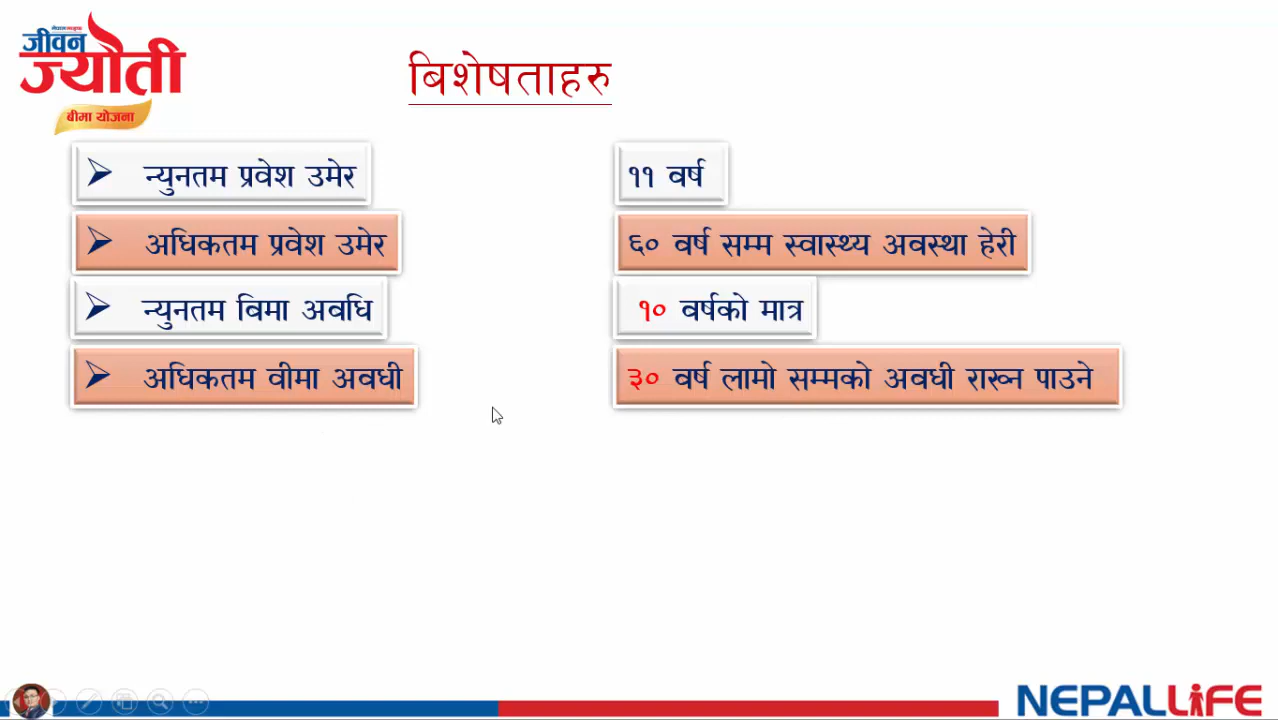 जीवन
ज्योती
बीमा योजना
बिशेषताहरु
न्युनतम प्रवेश उमेर
११ वर्ष
अधिकतम प्रवेश उमेर
६० वर्ष सम्म स्वास्थ्य अवस्था हेरी
न्युनतम विमा अवधि
१० वर्षको मात्र
अधिकतम वीमा अवधी
३० वर्ष लामो सम्मको अवधी राख्न पाउने
NEPALLIFE